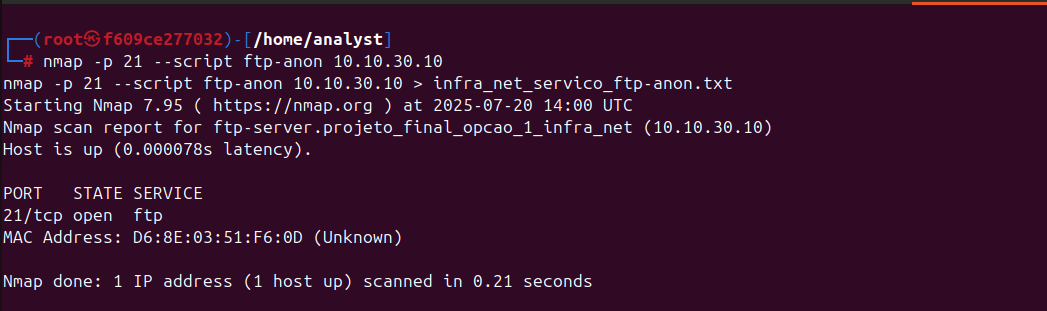 ┌──(root㉿f609ce277032)-[/home/analyst]
└─# nmap -p 21 --script ftp-anon 10.10.30.10
nmap -p 21 --script ftp-anon 10.10.30.10 > infra_net_servico_ftp-anon.txt
Starting Nmap 7.95 ( https://nmap.org ) at 2025-07-20 14:00 UTC
Nmap scan report for ftp-server.projeto_final_opcao_1_infra_net (10.10.30.10)
Host is up (0.000078s latency).
PORT   STATE SERVICE
21/tcp open  ftp
MAC Address: D6:8E:03:51:F6:0D (Unknown)
Nmap done: 1 IP address (1 host up) scanned in 0.21 seconds